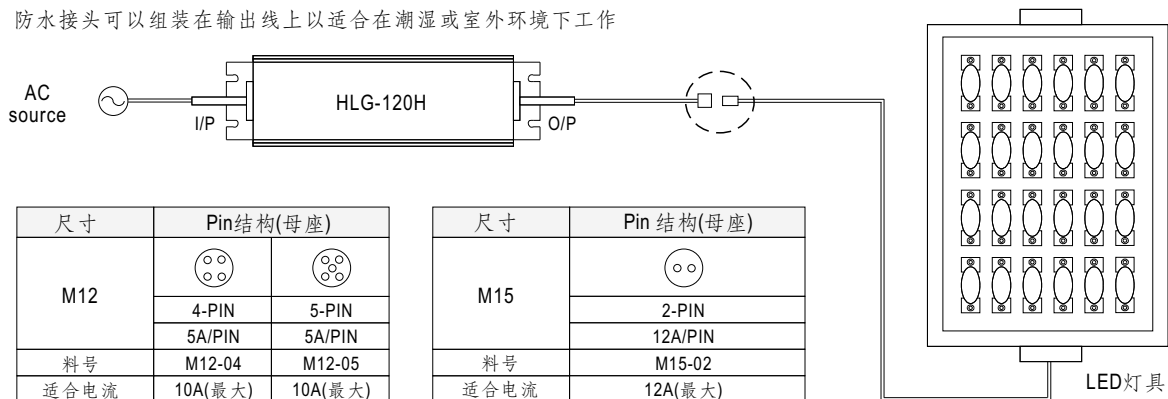 防水接头可以组装在输出线上以适合在潮湿或室外环境下工作
AC
source
I/P
HLG-120H
O/P
尺寸 Pin结构(母座)
M12
4-PIN 5-PIN
5A/PIN 5A/PIN
料号 M12-04 M12-05
适合电流 10A(最大) 10A(最大)
尺寸 Pin 结构(母座)
M15
2-PIN
12A/PIN
料号 M15-02
适合电流 12A(最大)
LED灯具